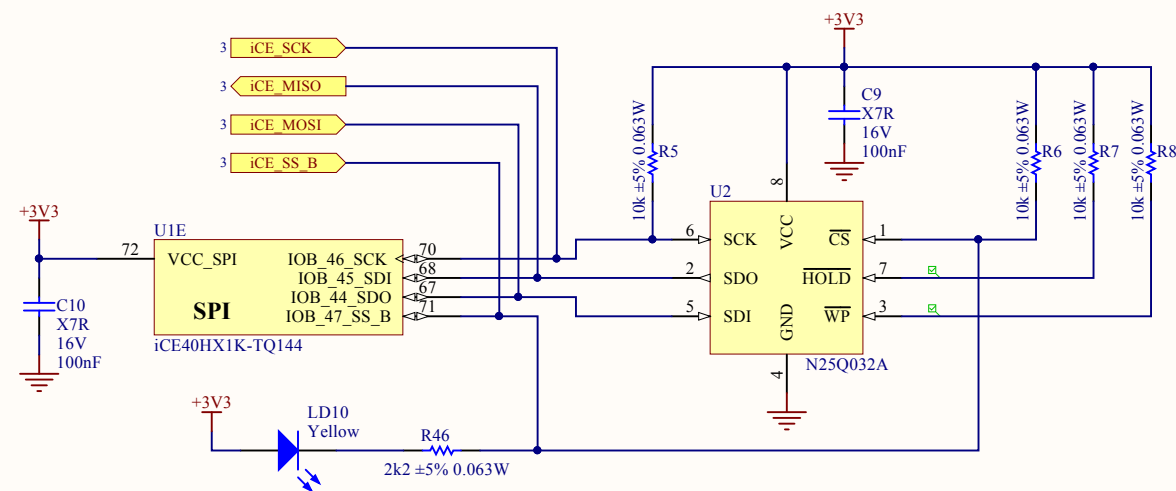 +3V3
3 iCE_SCK
3 iCE_MISO
3 iCE_MOSI
3 iCE_SS_B
C9
X7R
16V
100nF
10k ±5% 0.063W
R5
10k ±5% 0.063W
R6
10k ±5% 0.063W
R7
10k ±5% 0.063W
R8
U2
8
VCC
6 SCK
2 SDO
5 SDI
CS 1
HOLD 7
WP 3
GND
4
N25Q032A
+3V3
U1E
72 VCC_SPI
IOB_46_SCK 70
IOB_45_SDI 68
IOB_44_SDO 67
IOB_47_SS_B 71
SPI
iCE40HX1K-TQ144
C10
X7R
16V
100nF
+3V3
LD10
Yellow
R46
2k2 ±5% 0.063W